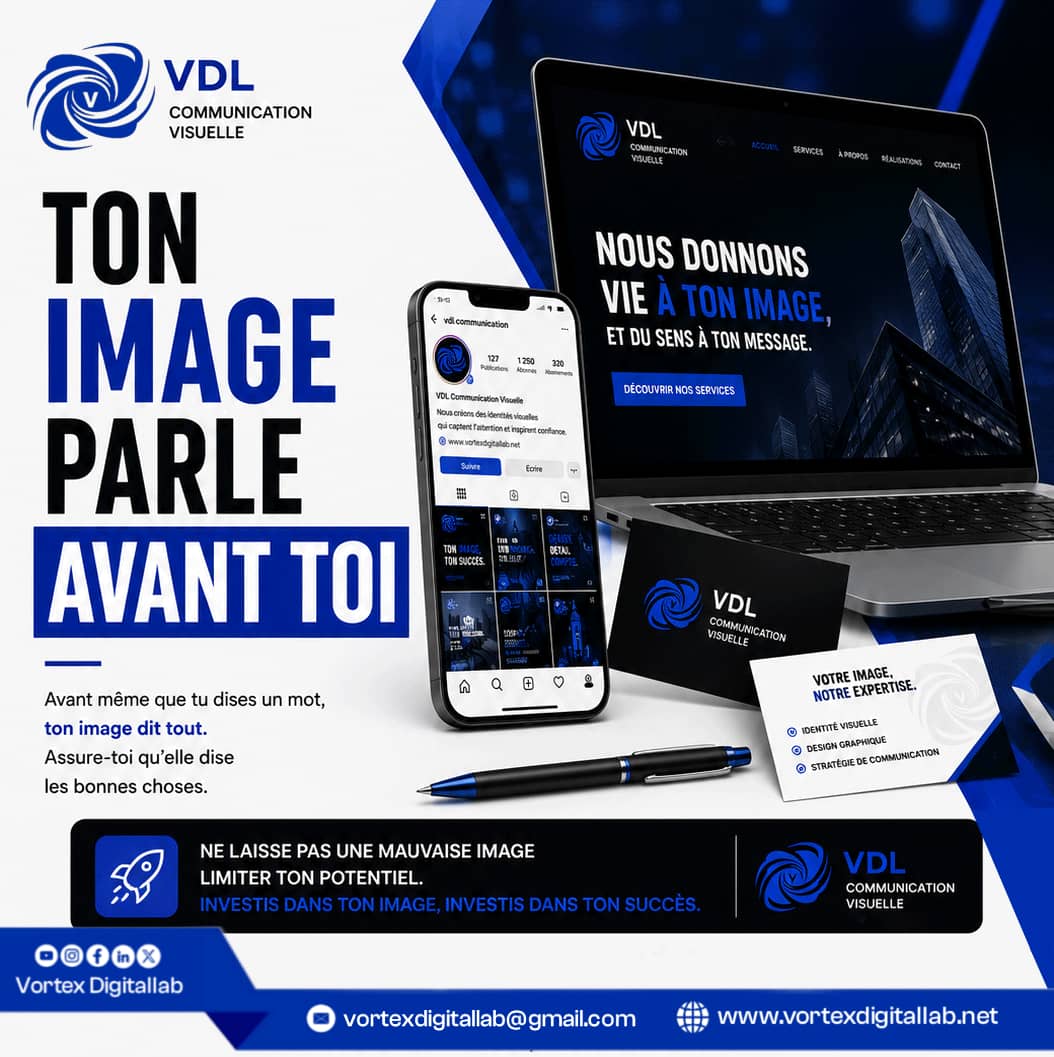 VDL
COMMUNICATION
VISUELLE
TON
IMAGE
PARLE
AVANT TOI
Avant même que tu dises un mot,
ton image dit tout.
Assure-toi qu'elle dise
les bonnes choses.
VDL
COMMUNICATION
VISUELLE
ACCUEIL SERVICES À PROPOS RÉALISATIONS CONTACT
NOUS DONNONS
VIE À TON IMAGE,
ET DU SENS À TON MESSAGE.
DÉCOUVRIR NOS SERVICES
vdl communication
127 1 250 320
Publications Abonnés Abonnements
VDL Communication Visuelle
Nous créons des identités visuelles
qui captent l'attention et inspirent confiance.
www.vortexdigitallab.net
Suivre Écrire
TON IMAGE,
TON SUCCÈS.
DETAIL
COMPTE.
VDL
COMMUNICATION
VISUELLE
VOTRE IMAGE,
NOTRE EXPERTISE.
IDENTITÉ VISUELLE
DESIGN GRAPHIQUE
STRATÉGIE DE COMMUNICATION
NE LAISSE PAS UNE MAUVAISE IMAGE
LIMITER TON POTENTIEL.
INVESTIS DANS TON IMAGE, INVESTIS DANS TON SUCCÈS.
VDL
COMMUNICATION
VISUELLE
Vortex Digitallab
vortexdigitallab@gmail.com
www.vortexdigitallab.net